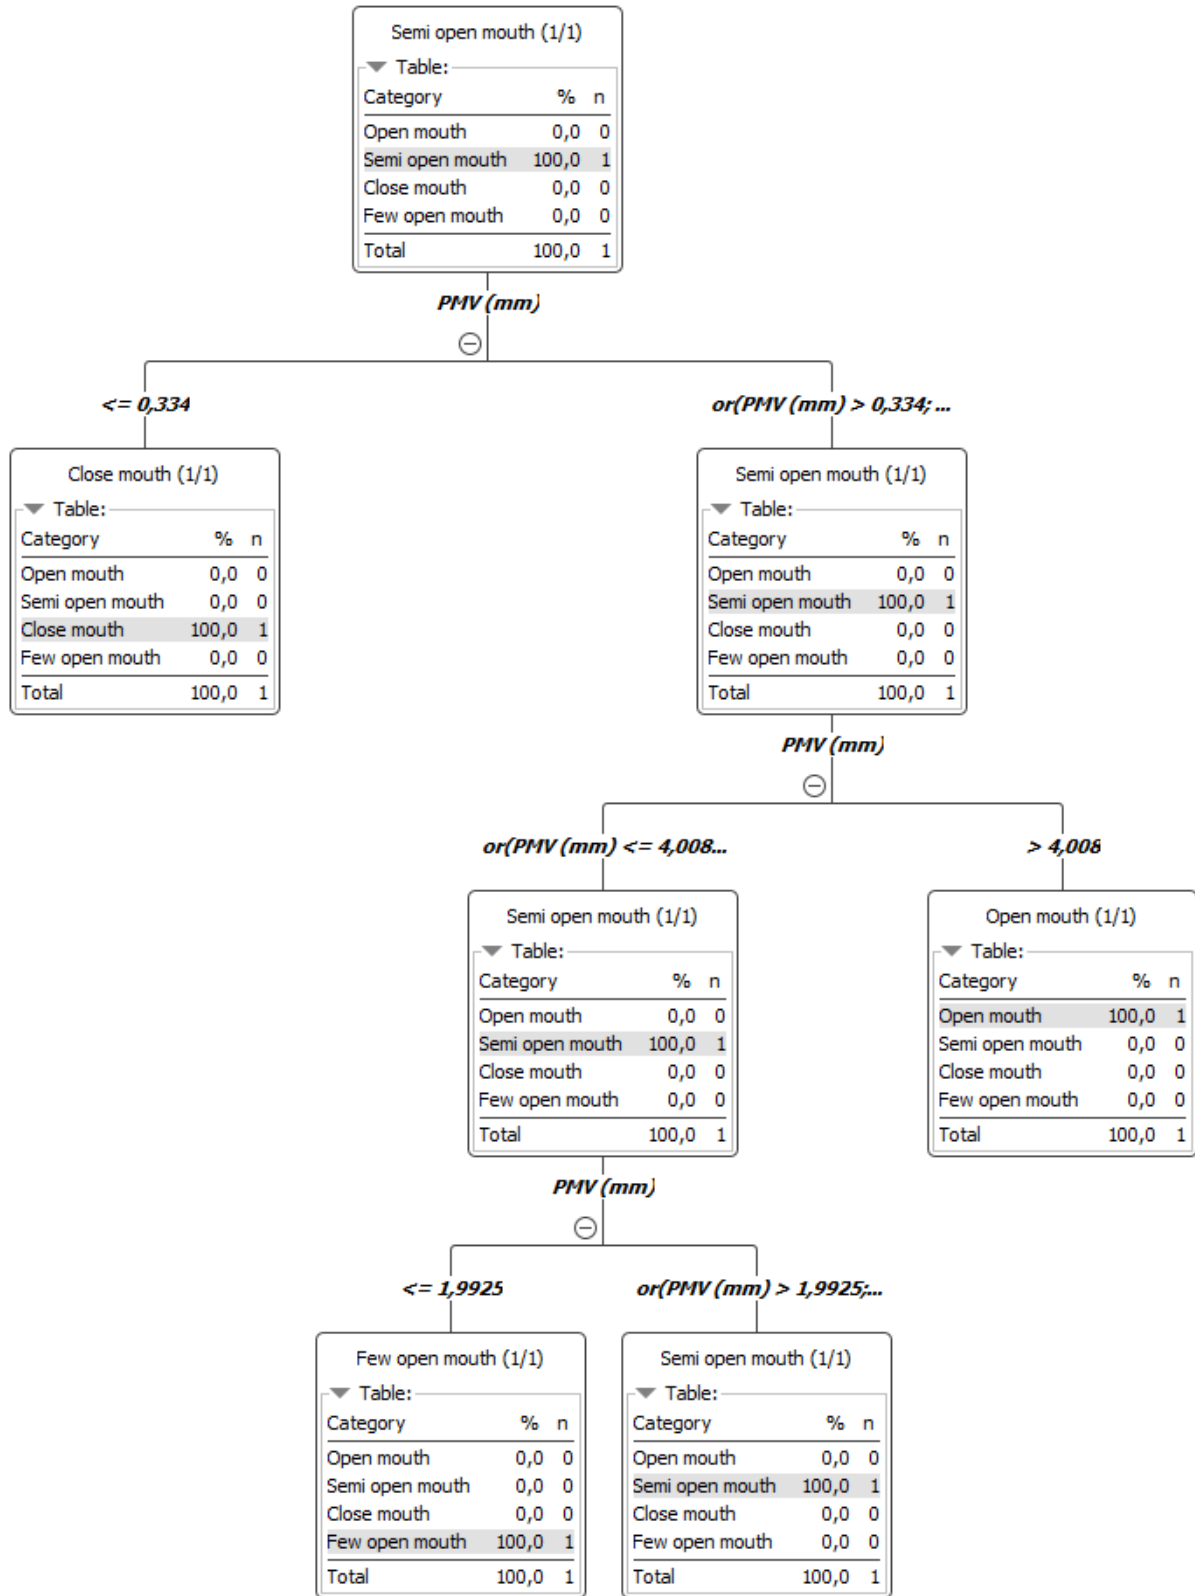 Semi open mouth (1/1)
Table:
Category % n
Open mouth 0,0 0
Semi open mouth 100,0 1
Close mouth 0,0 0
Few open mouth 0,0 0
Total 100,0 1
PMV (mm)
<= 0,334
or(PMV (mm) > 0,334; ...
Close mouth (1/1)
Table:
Category % n
Open mouth 0,0 0
Semi open mouth 0,0 0
Close mouth 100,0 1
Few open mouth 0,0 0
Total 100,0 1
Semi open mouth (1/1)
Table:
Category % n
Open mouth 0,0 0
Semi open mouth 100,0 1
Close mouth 0,0 0
Few open mouth 0,0 0
Total 100,0 1
PMV (mm)
or(PMV (mm) <= 4,008...
> 4,008
Semi open mouth (1/1)
Table:
Category % n
Open mouth 0,0 0
Semi open mouth 100,0 1
Close mouth 0,0 0
Few open mouth 0,0 0
Total 100,0 1
Open mouth (1/1)
Table:
Category % n
Open mouth 100,0 1
Semi open mouth 0,0 0
Close mouth 0,0 0
Few open mouth 0,0 0
Total 100,0 1
PMV (mm)
<= 1,9925
or(PMV (mm) > 1,9925;...
Few open mouth (1/1)
Table:
Category % n
Open mouth 0,0 0
Semi open mouth 0,0 0
Close mouth 0,0 0
Few open mouth 100,0 1
Total 100,0 1
Semi open mouth (1/1)
Table:
Category % n
Open mouth 0,0 0
Semi open mouth 100,0 1
Close mouth 0,0 0
Few open mouth 0,0 0
Total 100,0 1